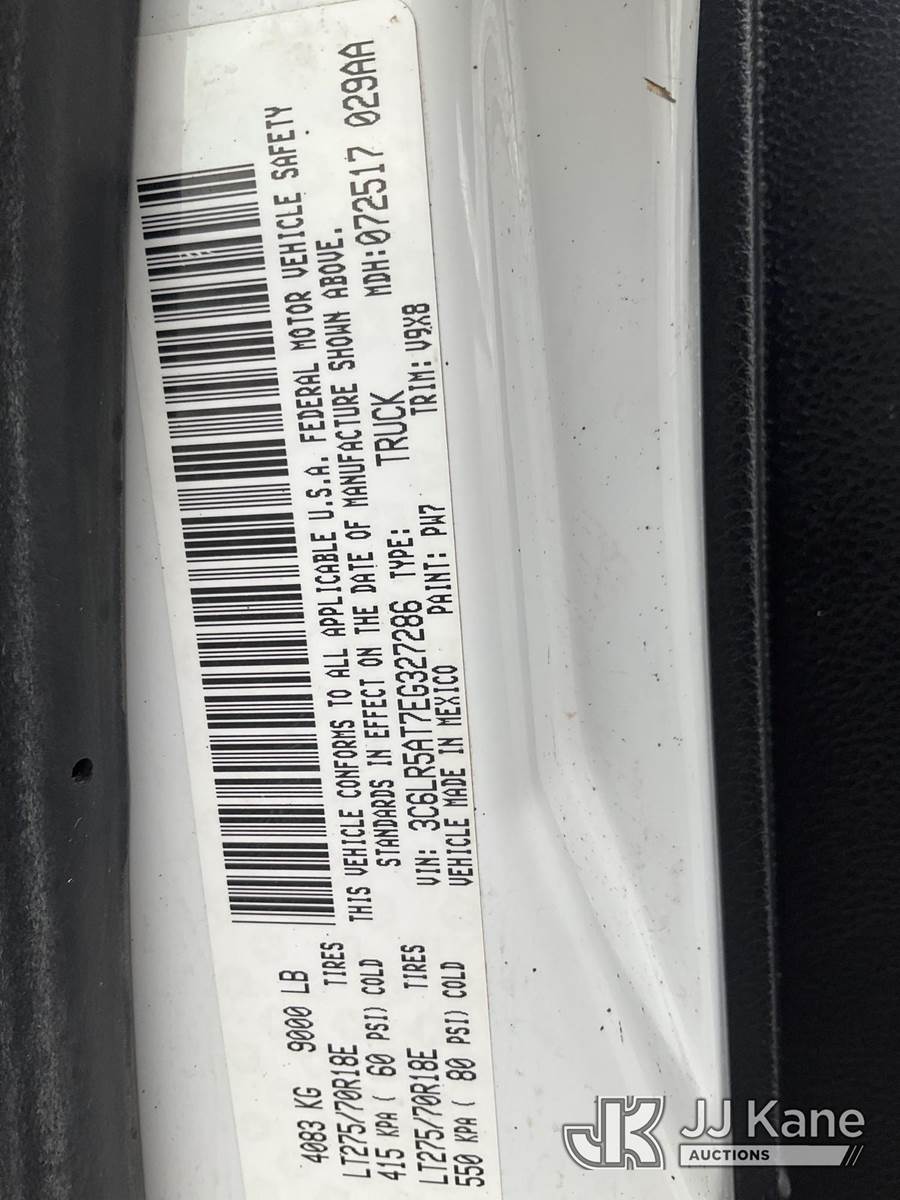 4083 KG 9000 LB
LT275/70R18E TIRES
415 KPA ( 60 PSI) COLD
LT275/70R18E TIRES
550 KPA ( 80 PSI) COLD
THIS VEHICLE CONFORMS TO ALL APPLICABLE U.S.A. FEDERAL MOTOR VEHICLE SAFETY
STANDARDS IN EFFECT ON THE DATE OF MANUFACTURE SHOWN ABOVE.
VIN: 3C6LR5AT7EG327286 TYPE: TRUCK MDH:072517 029AA
VEHICLE MADE IN MEXICO PAINT: PW7 TRIM: V9X8
JK JJ Kane
AUCTIONS